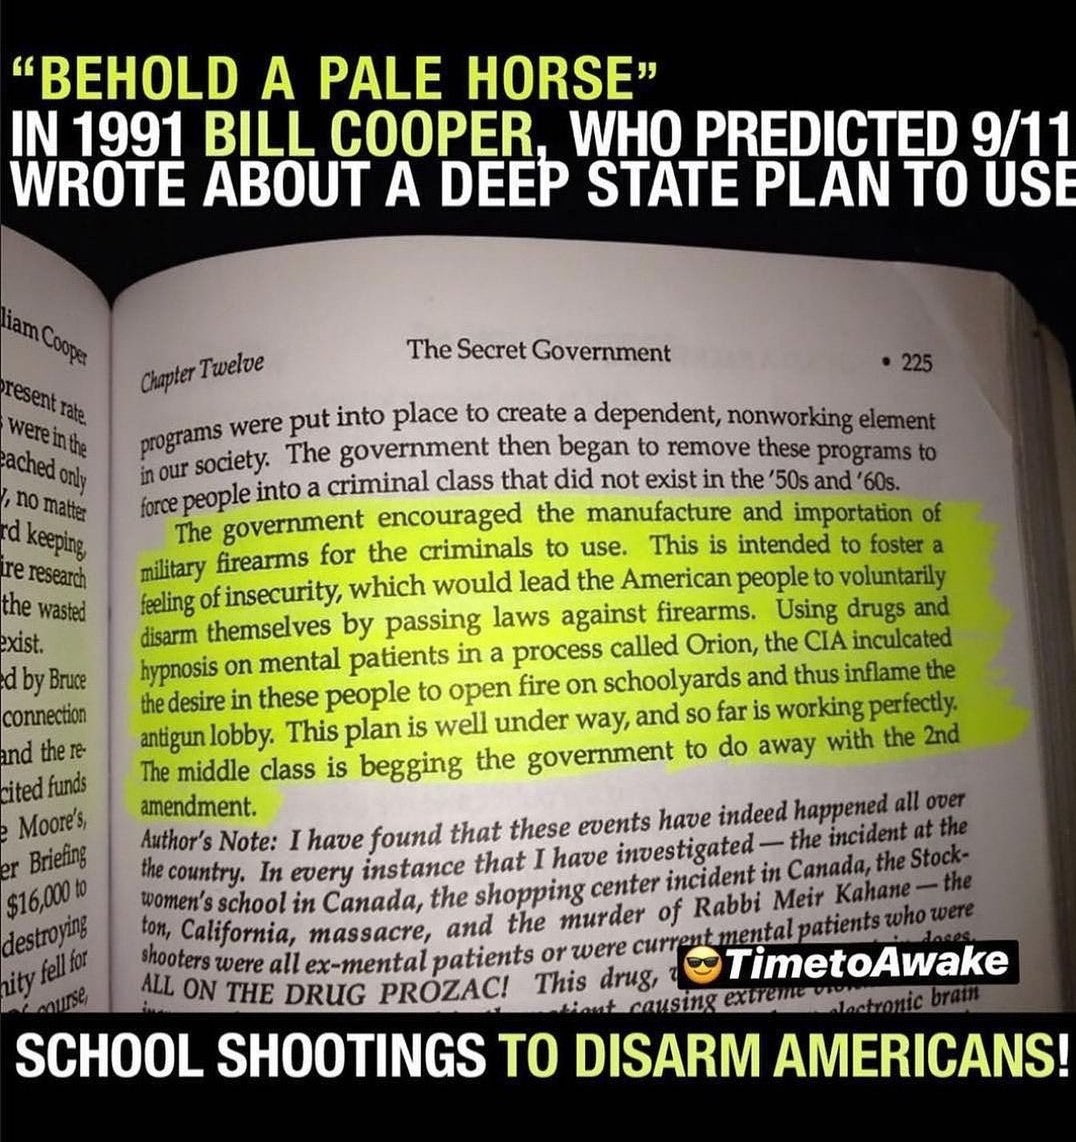 “BEHOLD A PALE HORSE”
IN 1991 BILL COOPER, WHO PREDICTED 9/11
WROTE ABOUT A DEEP STATE PLAN TO USE
liam Cooper
present rate
were in the
eached only
, no matter
rd keeping,
ire research
the wasted
exist.
ed by Bruce
connection
and the re-
cited funds
Moore's,
er Briefing
$16,000 to
destroying
nity fell for
course,
Chapter Twelve
The Secret Government
• 225
programs were put into place to create a dependent, nonworking element
in our society. The government then began to remove these programs to
force people into a criminal class that did not exist in the '50s and '60s.
The government encouraged the manufacture and importation of
military firearms for the criminals to use. This is intended to foster a
feeling of insecurity, which would lead the American people to voluntarily
disarm themselves by passing laws against firearms. Using drugs and
hypnosis on mental patients in a process called Orion, the CIA inculcated
the desire in these people to open fire on schoolyards and thus inflame the
antigun lobby. This plan is well under way, and so far is working perfectly.
The middle class is begging the government to do away with the 2nd
amendment.
Author's Note: I have found that these events have indeed happened all over
the country. In every instance that I have investigated — the incident at the
women's school in Canada, the shopping center incident in Canada, the Stock-
ton, California, massacre, and the murder of Rabbi Meir Kahane — the
shooters were all ex-mental patients or were current mental patients who were
ALL ON THE DRUG PROZAC! This drug,
doses
causing extreme
electronic brain
TimetoAwake
SCHOOL SHOOTINGS TO DISARM AMERICANS!